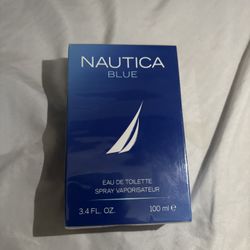 NAUTICA
BLUE
EAU DE TOILETTE
SPRAY VAPORISATEUR
3.4 FL. OZ. 100 ml ℮